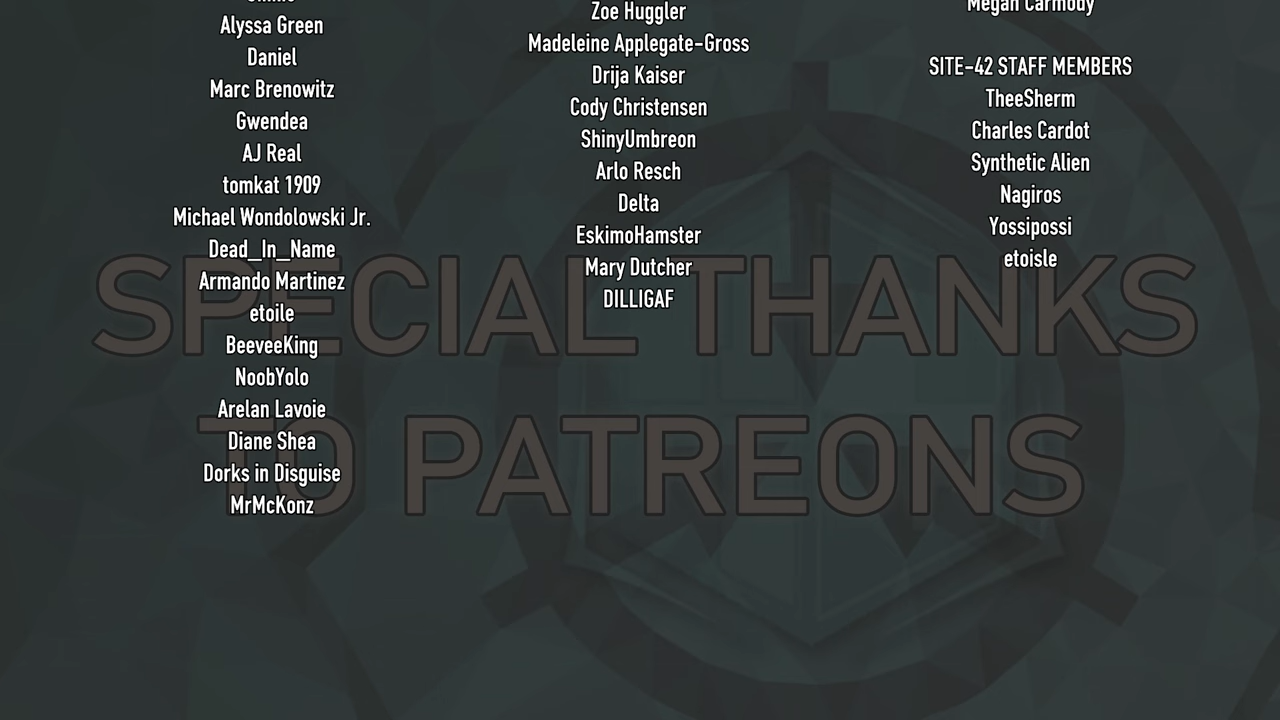 Alyssa Green
Daniel
Marc Brenowitz
Gwendea
AJ Real
tomkat 1909
Michael Wondolowski Jr.
Dead_In_Name
Armando Martinez
etoile
BeeveeKing
NoobYolo
Arelan Lavoie
Diane Shea
Dorks in Disguise
MrMcKonz
Zoe Huggler
Madeleine Applegate-Gross
Drija Kaiser
Cody Christensen
ShinyUmbreon
Arlo Resch
Delta
EskimoHamster
Mary Dutcher
DILLIGAF
Megan Carmody
SITE-42 STAFF MEMBERS
TheeSherm
Charles Cardot
Synthetic Alien
Nagiros
Yossipossi
etoisle
SPECIAL THANKS
TO PATREONS